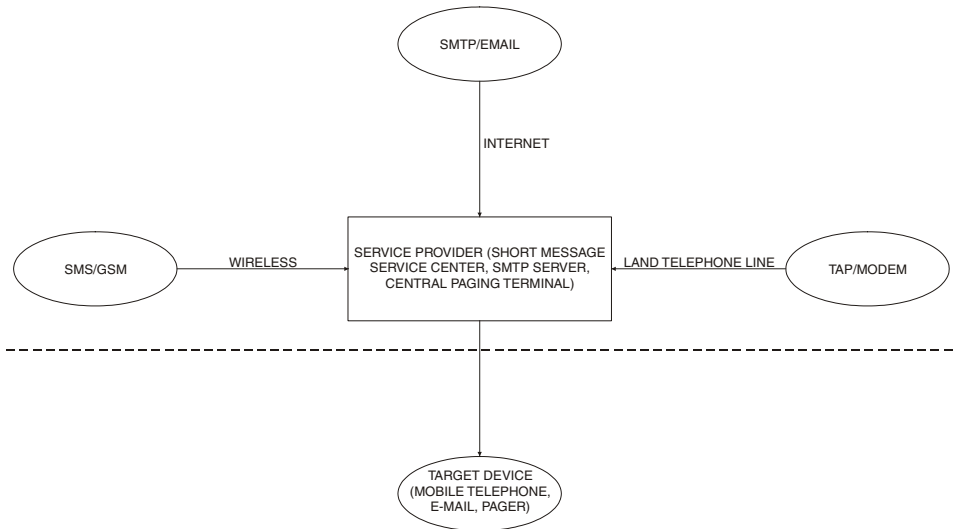 SMTP/EMAIL
INTERNET
SMS/GSM
WIRELESS
SERVICE PROVIDER (SHORT MESSAGE
SERVICE CENTER, SMTP SERVER,
CENTRAL PAGING TERMINAL)
LAND TELEPHONE LINE
TAP/MODEM
TARGET DEVICE
(MOBILE TELEPHONE,
E-MAIL, PAGER)